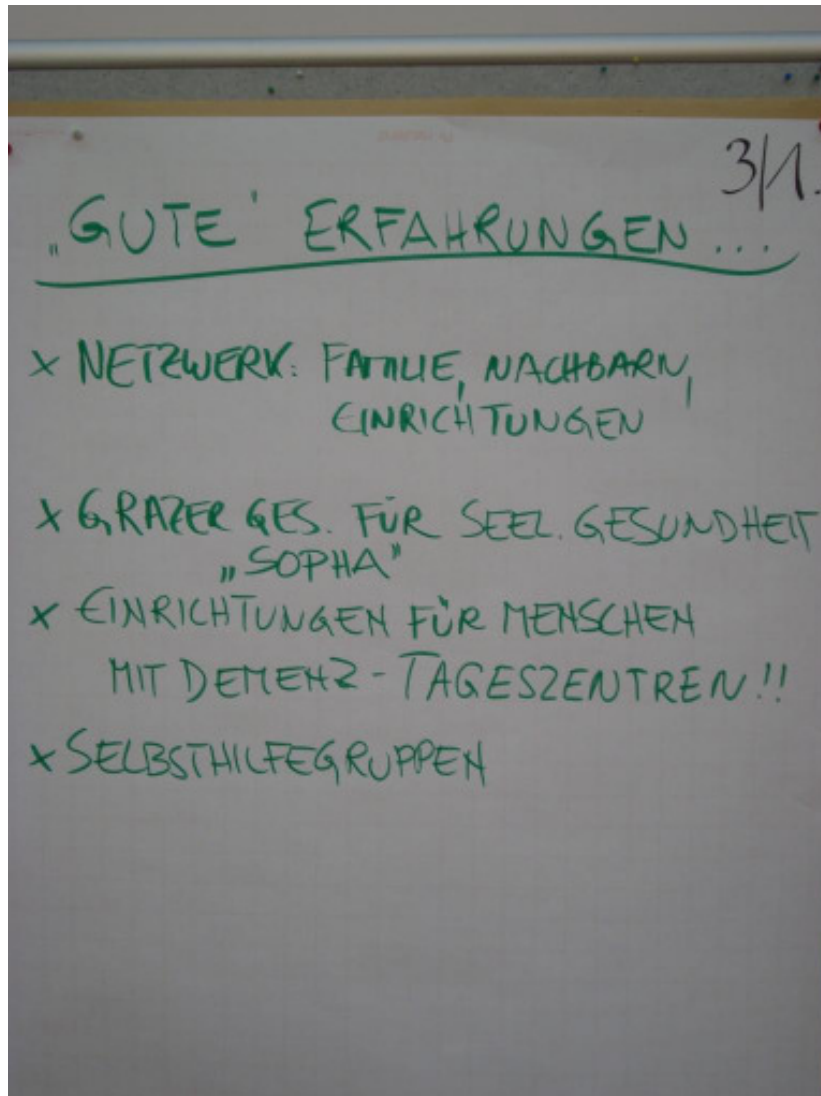 3/1.
„GUTE' ERFAHRUNGEN ...
x NETZWERK: FAMILIE, NACHBARN,
EINRICHTUNGEN
x GRAZER GES. FÜR SEEL. GESUNDHEIT
„SOPHA"
x EINRICHTUNGEN FÜR MENSCHEN
MIT DEMENZ - TAGESZENTREN!!
x SELBSTHILFEGRUPPEN